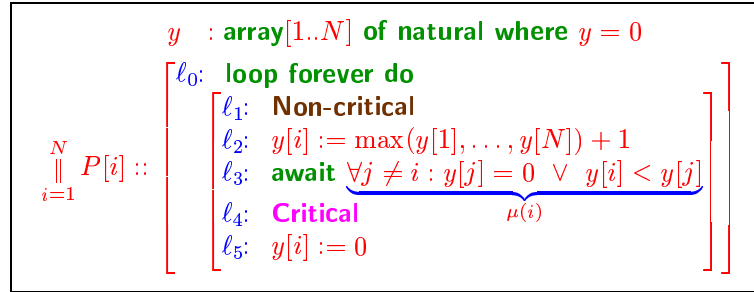 y : array[1..N] of natural where y = 0
ℓ0: loop forever do
ℓ1: Non-critical
ℓ2: y[i] := max(y[1], . . . , y[N]) + 1
N ∥ i=1 P[i] :: ℓ3: await ∀j ≠ i : y[j] = 0 ∨ y[i] < y[j]
μ(i)
ℓ4: Critical
ℓ5: y[i] := 0